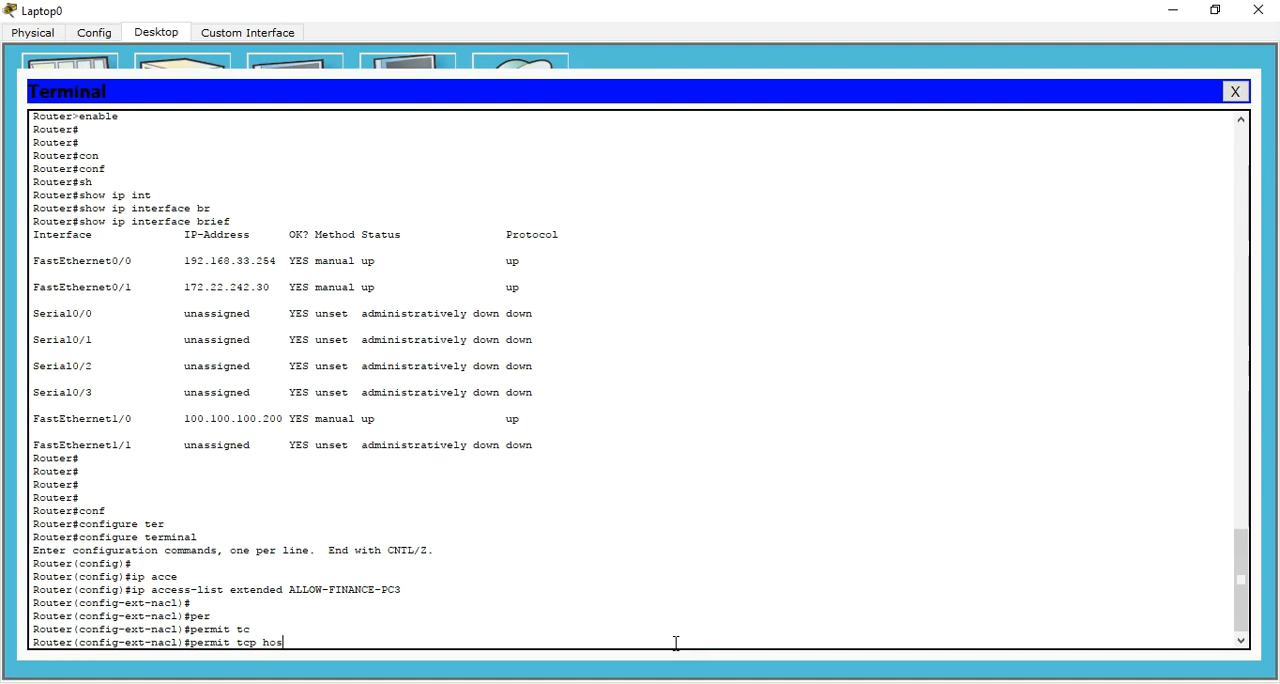 Laptop0
Physical Config Desktop Custom Interface
Terminal X
Router>enable
Router#
Router#
Router#con
Router#conf
Router#sh
Router#show ip int
Router#show ip interface br
Router#show ip interface brief
Interface IP-Address OK? Method Status Protocol
FastEthernet0/0 192.168.33.254 YES manual up up
FastEthernet0/1 172.22.242.30 YES manual up up
Serial0/0 unassigned YES unset administratively down down
Serial0/1 unassigned YES unset administratively down down
Serial0/2 unassigned YES unset administratively down down
Serial0/3 unassigned YES unset administratively down down
FastEthernet1/0 100.100.100.200 YES manual up up
FastEthernet1/1 unassigned YES unset administratively down down
Router#
Router#
Router#
Router#
Router#conf
Router#configure ter
Router#configure terminal
Enter configuration commands, one per line. End with CNTL/Z.
Router(config)#
Router(config)#ip acce
Router(config)#ip access-list extended ALLOW-FINANCE-PC3
Router(config-ext-nacl)#
Router(config-ext-nacl)#per
Router(config-ext-nacl)#permit tc
Router(config-ext-nacl)#permit tcp hos